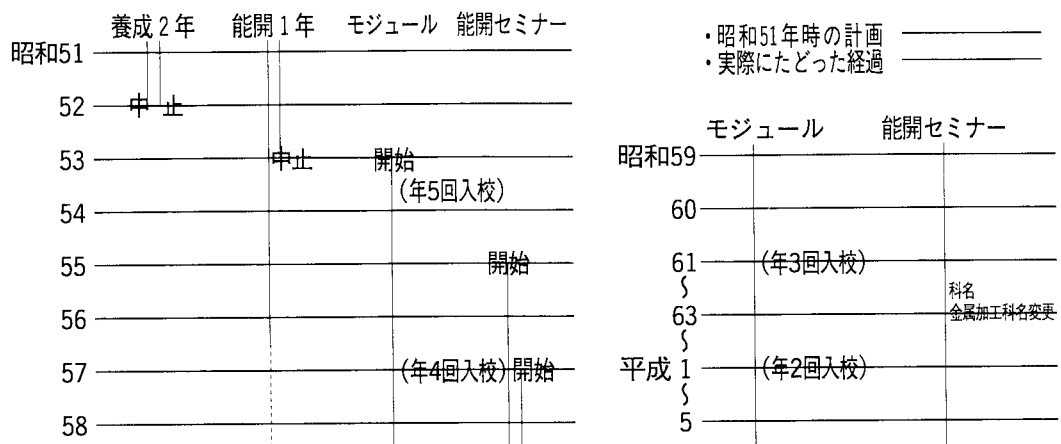 養成2年 能開1年 モジュール 能開セミナー
昭和51
52 中止
53 中止 開始
(年5回入校)
54
55 開始
56
57 (年4回入校) 開始
58
・昭和51年時の計画
・実際にたどった経過
モジュール 能開セミナー
昭和59
60
61 (年3回入校)
〜 科名
63 金属加工科名変更
〜
平成 1 (年2回入校)
〜
5